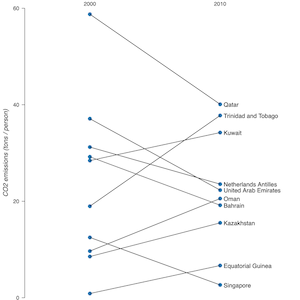 2000
2010
60
40
20
0
CO2 emissions (tons / person)
Qatar
Trinidad and Tobago
Kuwait
Netherlands Antilles
United Arab Emirates
Oman
Bahrain
Kazakhstan
Equatorial Guinea
Singapore